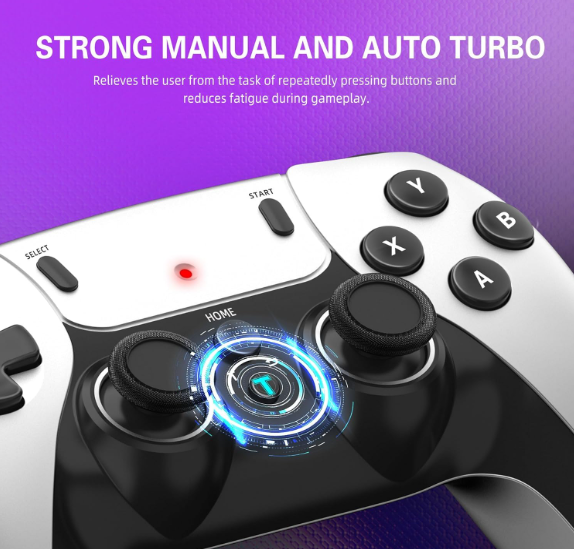 STRONG MANUAL AND AUTO TURBO
Relieves the user from the task of repeatedly pressing buttons and
reduces fatigue during gameplay.
START
SELECT
HOME
Y
B
X
A
T